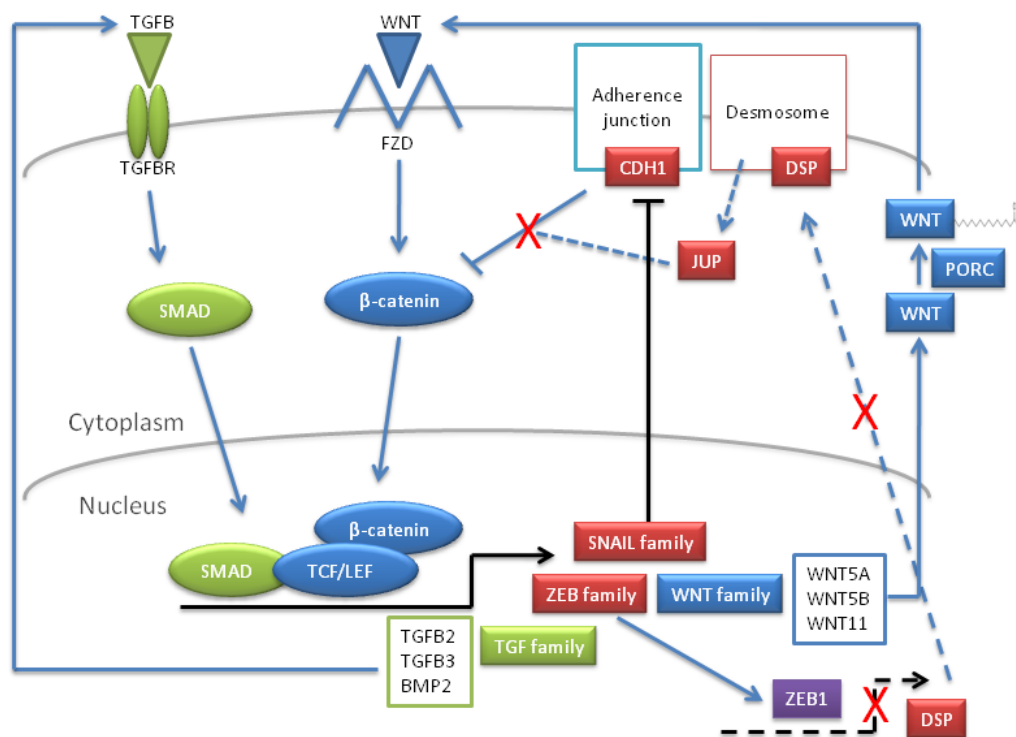 TGFB
WNT
Adherence
junction
Desmosome
FZD
TGFBR
CDH1
DSP
WNT
JUP
PORC
SMAD
β-catenin
WNT
Cytoplasm
Nucleus
β-catenin
SNAIL family
SMAD
TCF/LEF
ZEB family
WNT family
WNT5A
WNT5B
WNT11
TGFB2
TGFB3
BMP2
TGF family
ZEB1
DSP